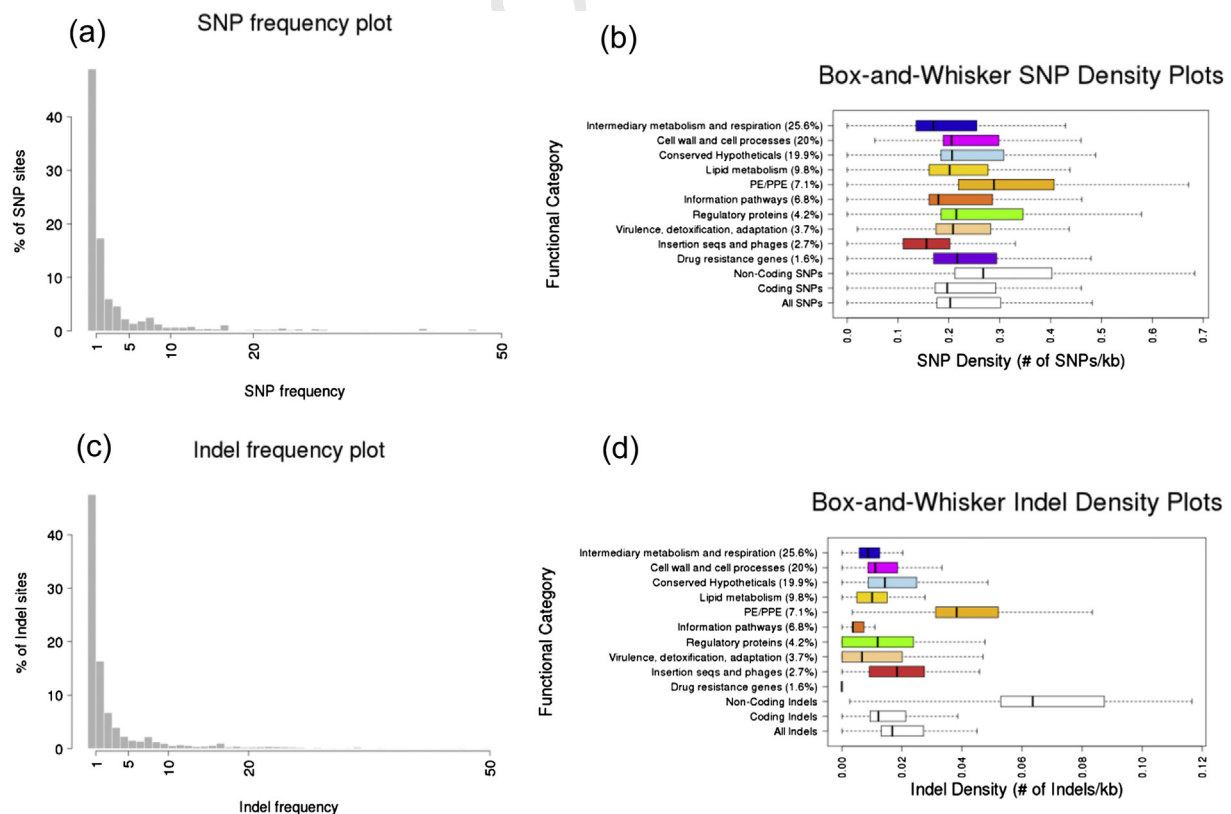 (a)
SNP frequency plot
% of SNP sites
40
30
20
10
0
1
5
10
20
50
SNP frequency
(b)
Box-and-Whisker SNP Density Plots
Functional Category
Intermediary metabolism and respiration (25.6%)
Cell wall and cell processes (20%)
Conserved Hypotheticals (19.9%)
Lipid metabolism (9.8%)
PE/PPE (7.1%)
Information pathways (6.8%)
Regulatory proteins (4.2%)
Virulence, detoxification, adaptation (3.7%)
Insertion seqs and phages (2.7%)
Drug resistance genes (1.6%)
Non-Coding SNPs
Coding SNPs
All SNPs
0.0
0.1
0.2
0.3
0.4
0.5
0.6
0.7
SNP Density (# of SNPs/kb)
(c)
Indel frequency plot
% of Indel sites
40
30
20
10
0
1
5
10
20
50
Indel frequency
(d)
Box-and-Whisker Indel Density Plots
Functional Category
Intermediary metabolism and respiration (25.6%)
Cell wall and cell processes (20%)
Conserved Hypotheticals (19.9%)
Lipid metabolism (9.8%)
PE/PPE (7.1%)
Information pathways (6.8%)
Regulatory proteins (4.2%)
Virulence, detoxification, adaptation (3.7%)
Insertion seqs and phages (2.7%)
Drug resistance genes (1.6%)
Non-Coding Indels
Coding Indels
All Indels
0.00
0.02
0.04
0.06
0.08
0.10
0.12
Indel Density (# of Indels/kb)